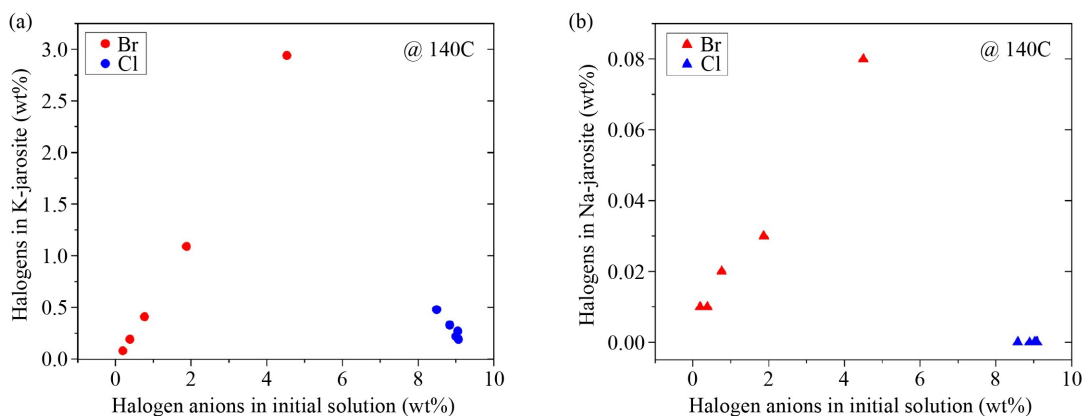 (a)
Br
Cl
@ 140C
Halogens in K-jarosite (wt%)
3.0
2.5
2.0
1.5
1.0
0.5
0.0
0 2 4 6 8 10
Halogen anions in initial solution (wt%)
(b)
Br
Cl
@ 140C
Halogens in Na-jarosite (wt%)
0.08
0.06
0.04
0.02
0.00
0 2 4 6 8 10
Halogen anions in initial solution (wt%)